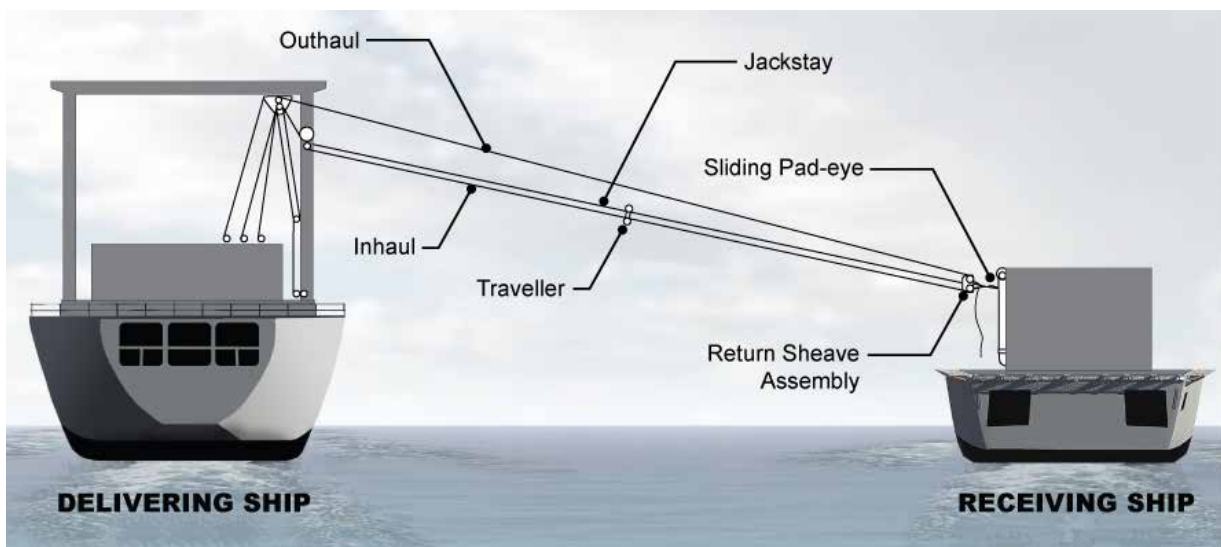 Outhaul
Jackstay
Sliding Pad-eye
Inhaul
Traveller
Return Sheave
Assembly
DELIVERING SHIP
RECEIVING SHIP